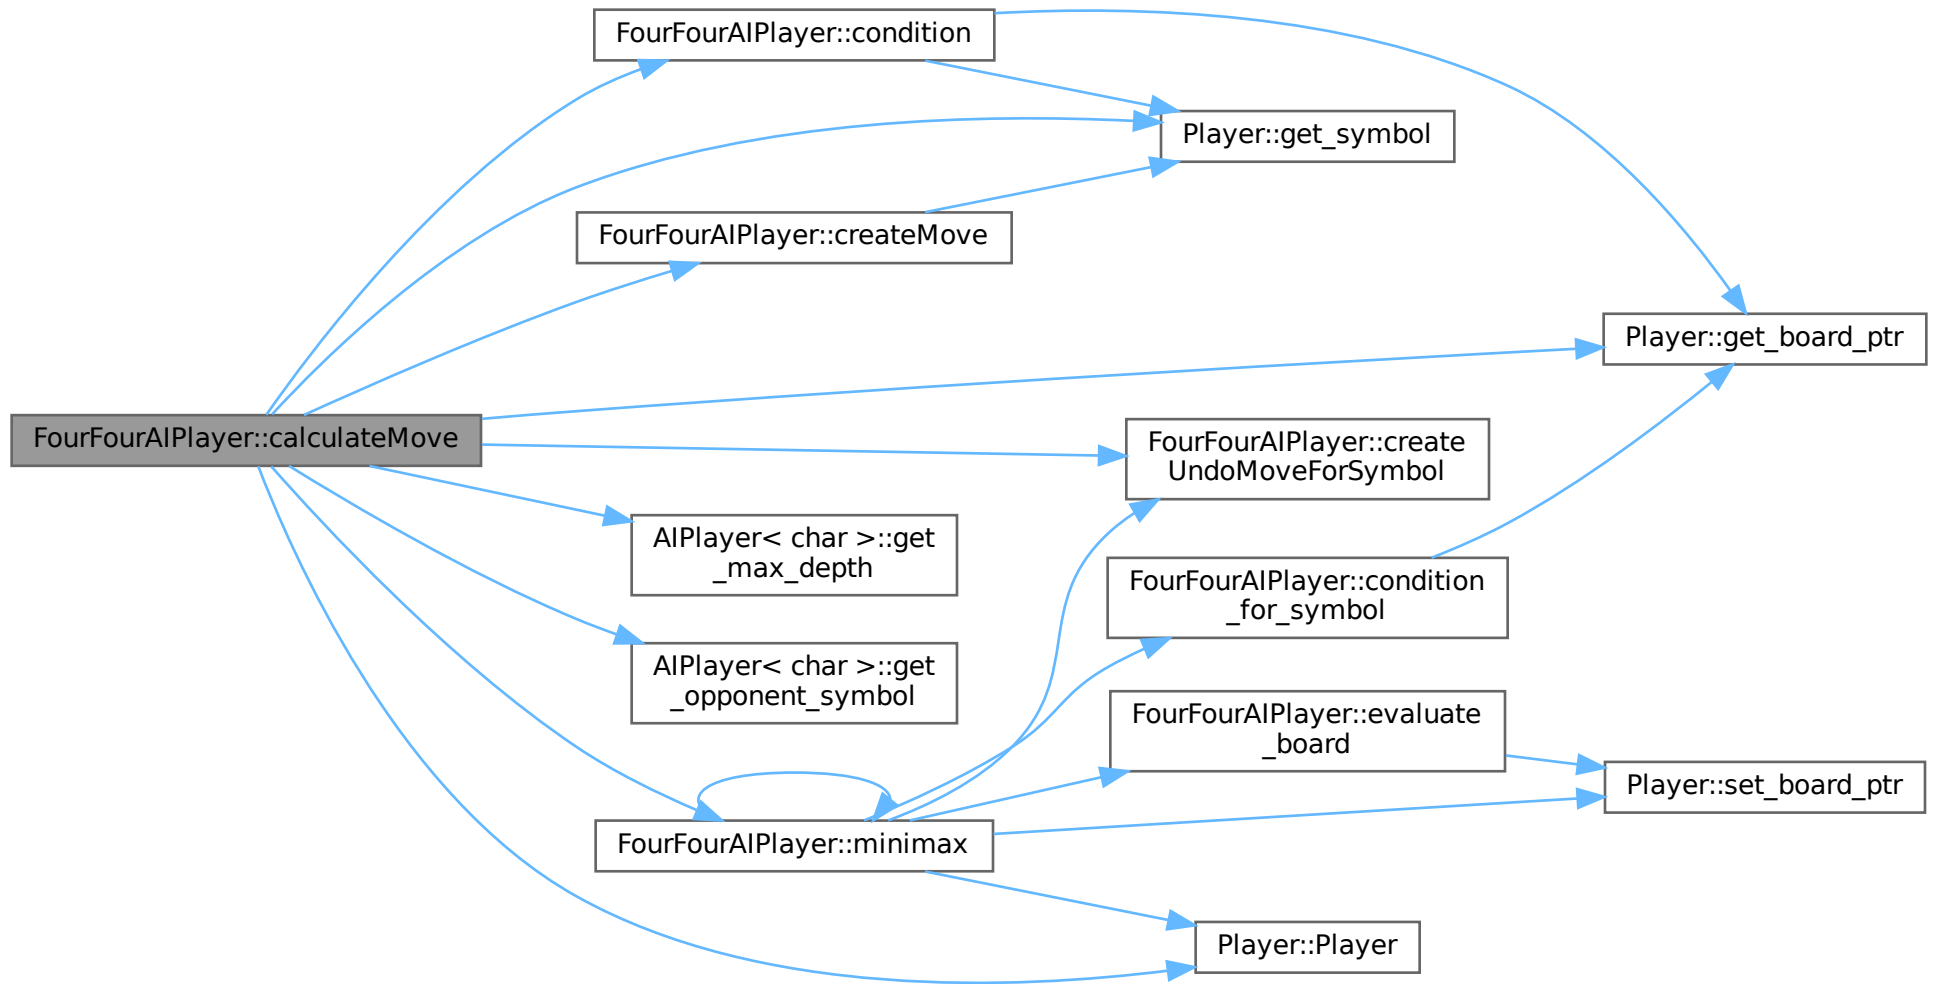 FourFourAIPlayer::condition
Player::get_symbol
FourFourAIPlayer::createMove
Player::get_board_ptr
FourFourAIPlayer::calculateMove
FourFourAIPlayer::create
UndoMoveForSymbol
AIPlayer< char >::get
_max_depth
FourFourAIPlayer::condition
_for_symbol
AIPlayer< char >::get
_opponent_symbol
FourFourAIPlayer::evaluate
_board
Player::set_board_ptr
FourFourAIPlayer::minimax
Player::Player